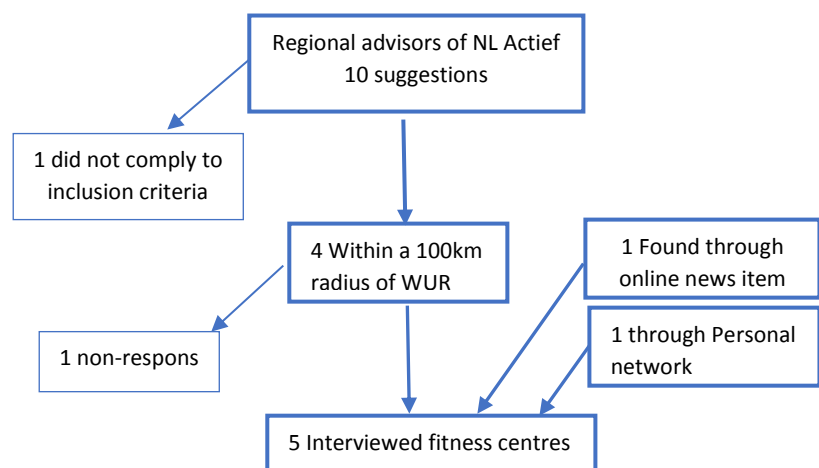 Regional advisors of NL Actief
10 suggestions
1 did not comply to
inclusion criteria
4 Within a 100km
radius of WUR
1 Found through
online news item
1 non-respons
1 through Personal
network
5 Interviewed fitness centres